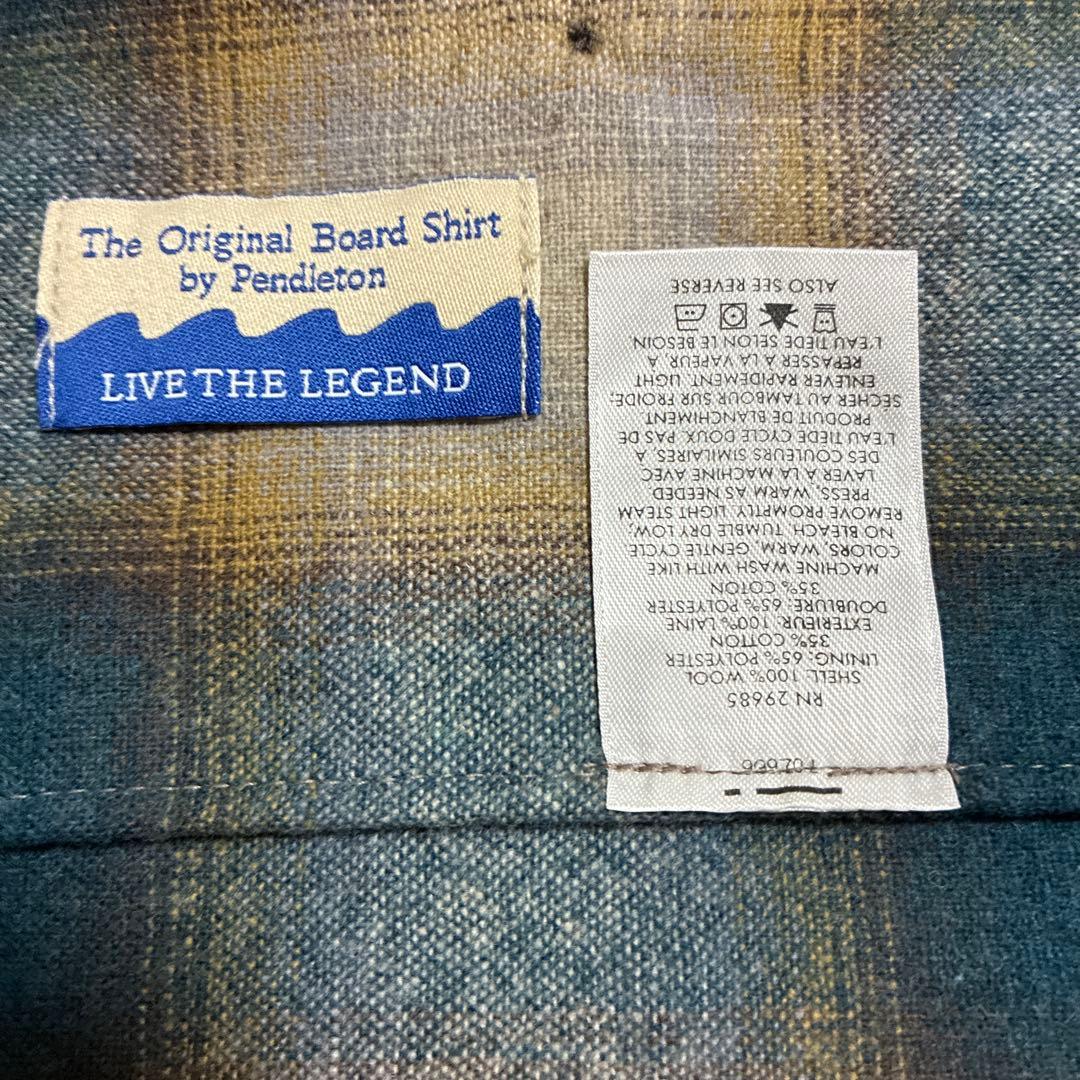 The Original Board Shirt
by Pendleton
LIVE THE LEGEND
RN 29685
SHELL: 100% WOOL
LINING: 65% POLYESTER
35% COTTON
EXTERIEUR: 100% LAINE
DOUBLURE: 65% POLYESTER
35% COTON
MACHINE WASH WITH LIKE
COLORS, WARM, GENTLE CYCLE
NO BLEACH, TUMBLE DRY LOW,
REMOVE PROMPTLY, LIGHT STEAM
PRESS, WARM AS NEEDED
LAVER A LA MACHINE AVEC
DES COULEURS SIMILAIRES, A
L'EAU TIEDE CYCLE DOUX. PAS DE
PRODUIT DE BLANCHIMENT
SECHER AU TAMBOUR SUR FROIDE;
ENLEVER RAPIDEMENT. LIGHT
REPASSER A LA VAPEUR, A
L'EAU TIEDE SELON LE BESOIN
ALSO SEE REVERSE